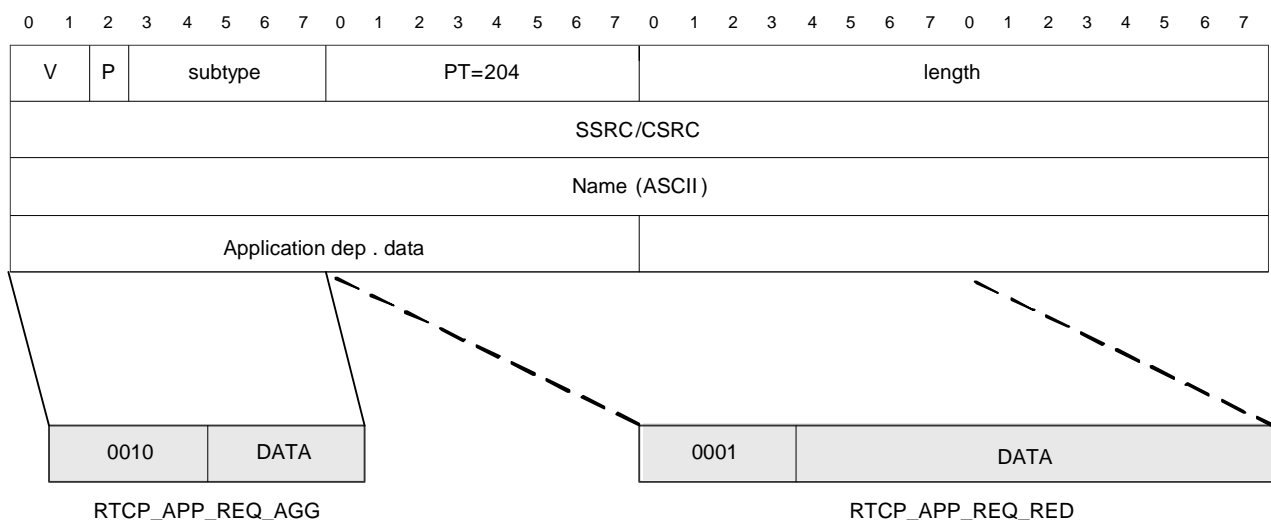 0 1 2 3 4 5 6 7 0 1 2 3 4 5 6 7 0 1 2 3 4 5 6 7 0 1 2 3 4 5 6 7
V P subtype PT=204 length
SSRC/CSRC
Name (ASCII)
Application dep . data
0010 DATA 0001 DATA
RTCP_APP_REQ_AGG RTCP_APP_REQ_RED